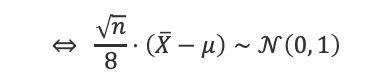 ⇔ √n/8 · (X̄ − μ) ~ 𝒩(0, 1)